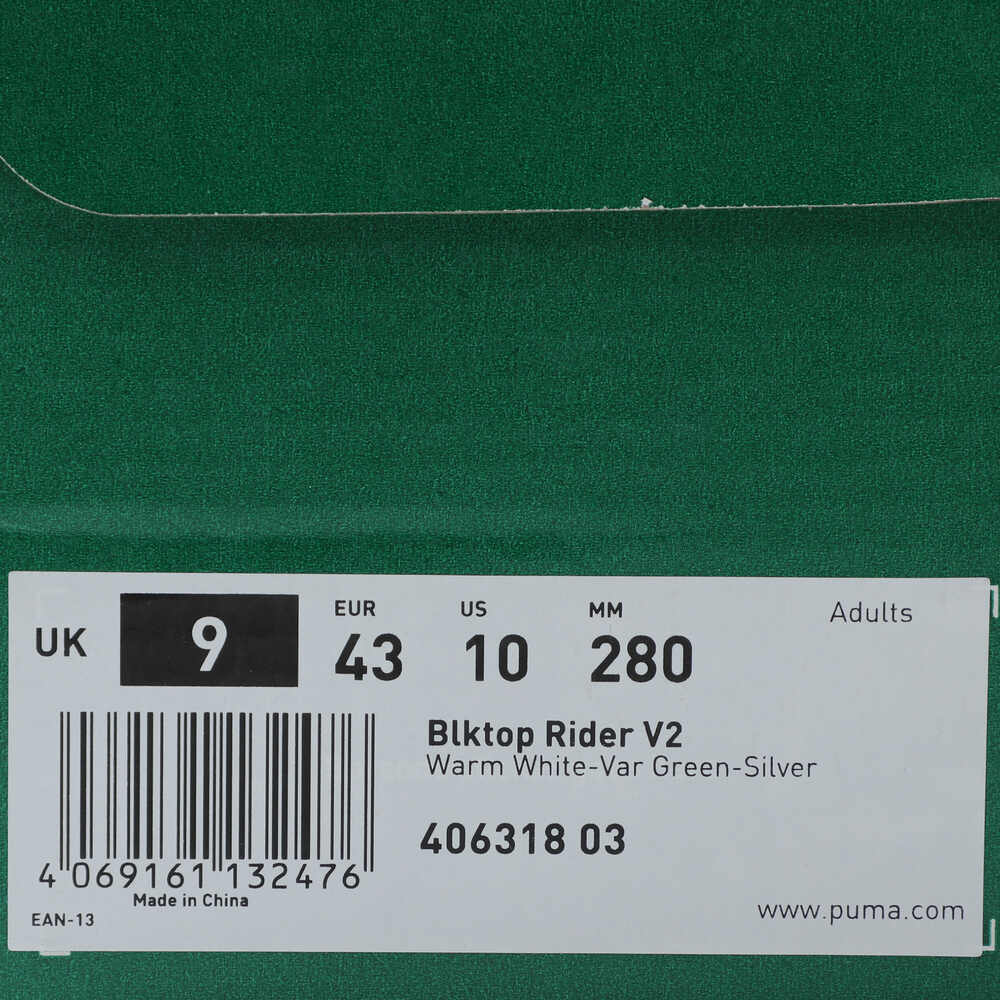 UK 9
EUR US MM Adults
43 10 280
Blktop Rider V2
Warm White-Var Green-Silver
406318 03
4 069161 132476
Made in China
EAN-13
www.puma.com